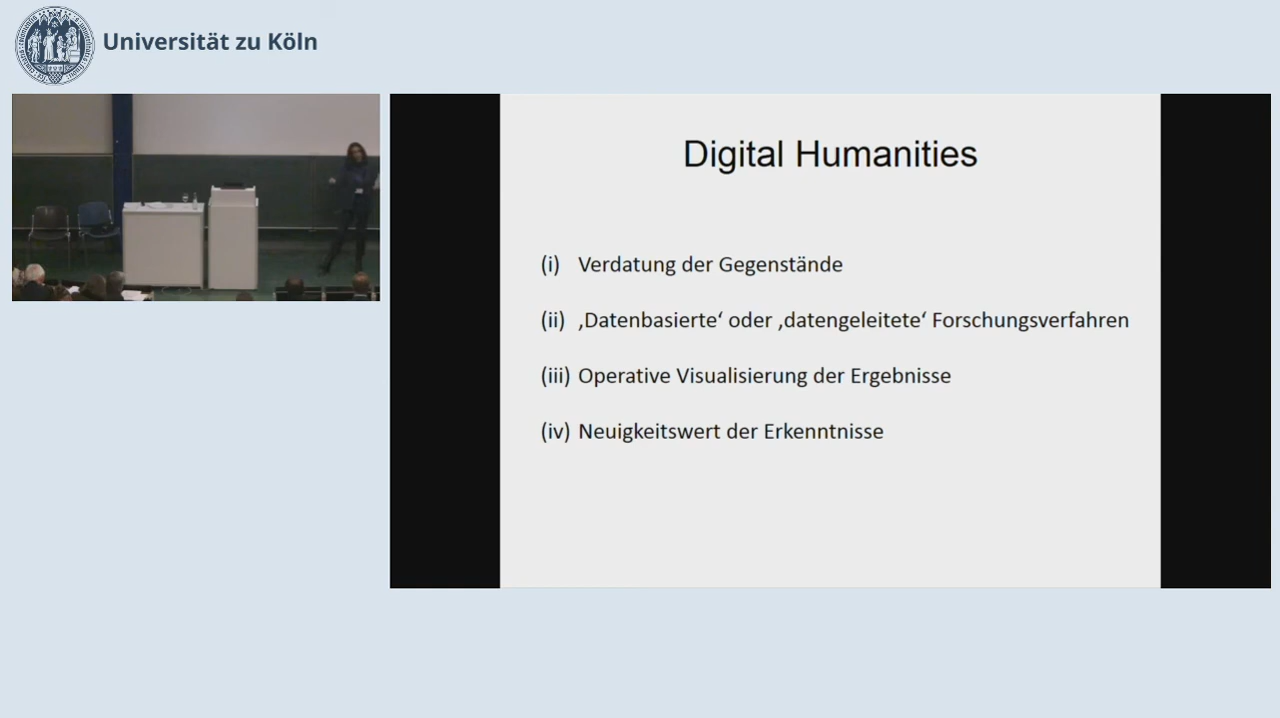 Universität zu Köln
Digital Humanities
(i) Verdatung der Gegenstände
(ii) ‚Datenbasierte‘ oder ‚datengeleitete‘ Forschungsverfahren
(iii) Operative Visualisierung der Ergebnisse
(iv) Neuigkeitswert der Erkenntnisse